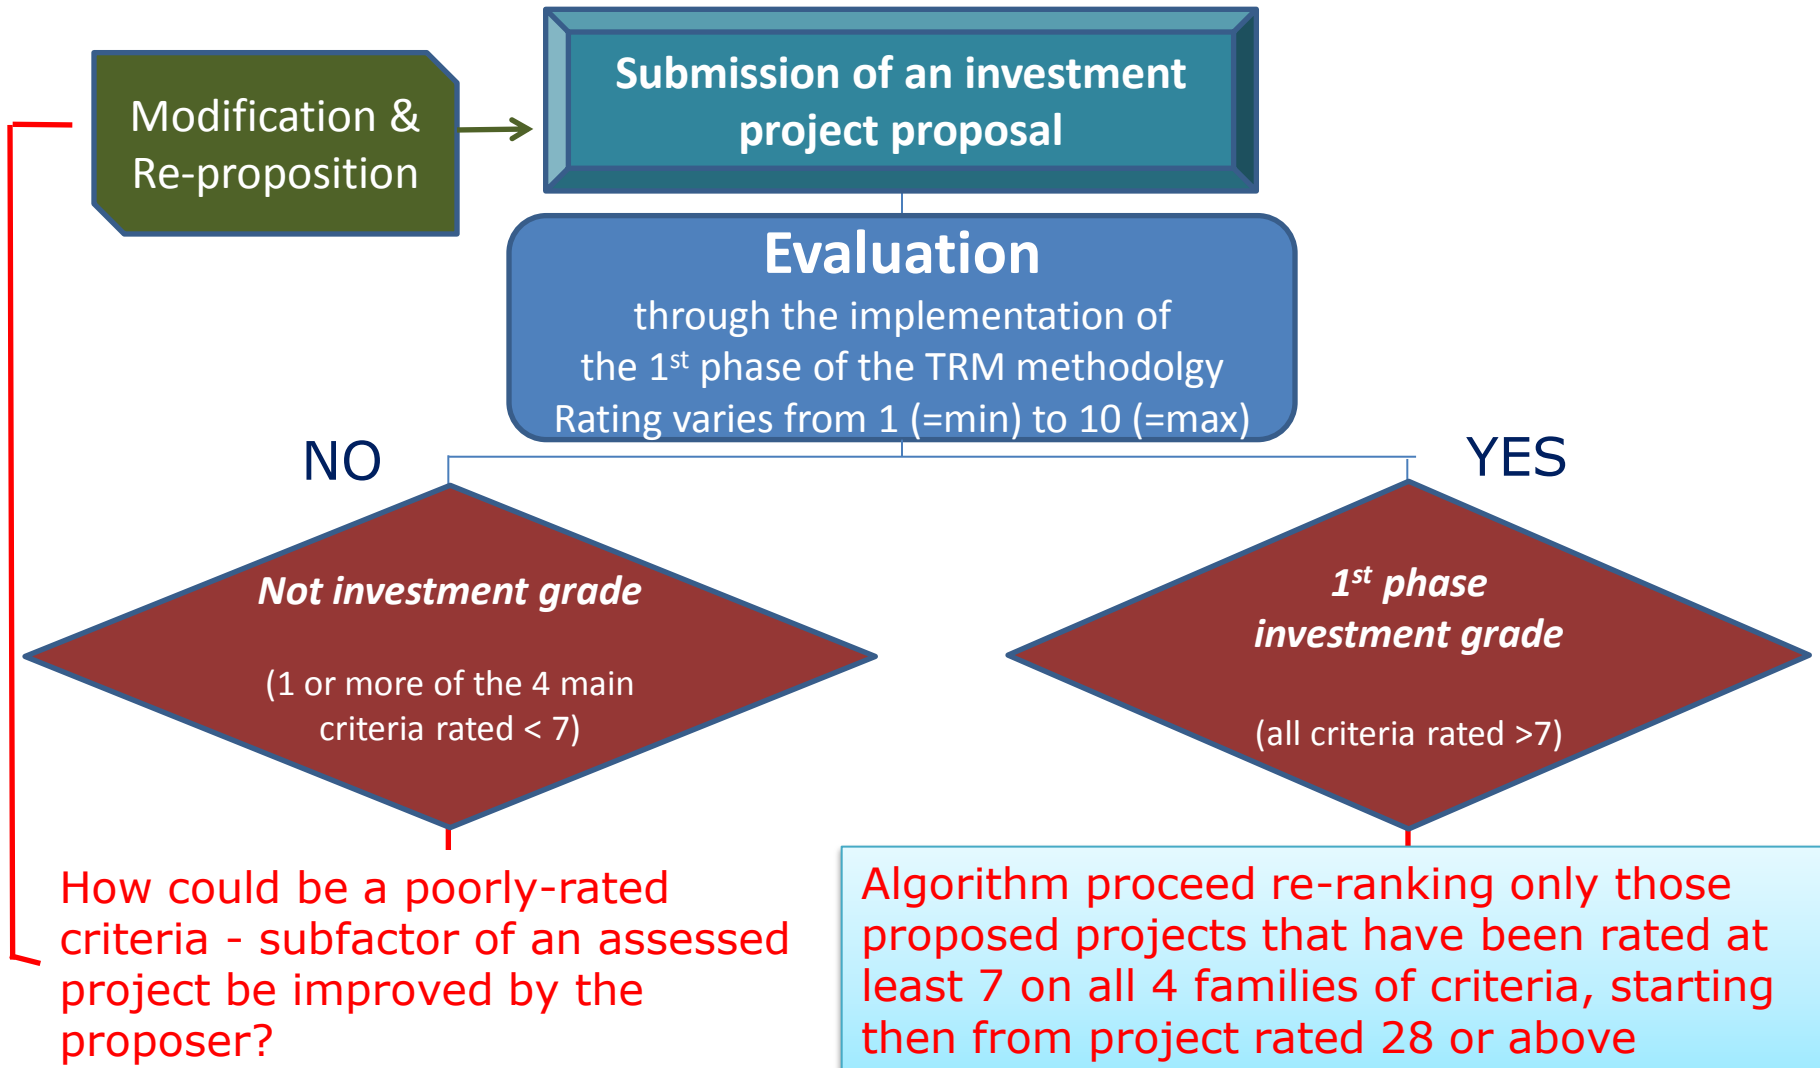 Modification &
Re-proposition
Submission of an investment
project proposal
Evaluation
through the implementation of
the 1st phase of the TRM methodolgy
Rating varies from 1 (=min) to 10 (=max)
NO
YES
Not investment grade
(1 or more of the 4 main
criteria rated < 7)
1st phase
investment grade
(all criteria rated >7)
How could be a poorly-rated
criteria - subfactor of an assessed
project be improved by the
proposer?
Algorithm proceed re-ranking only those
proposed projects that have been rated at
least 7 on all 4 families of criteria, starting
then from project rated 28 or above